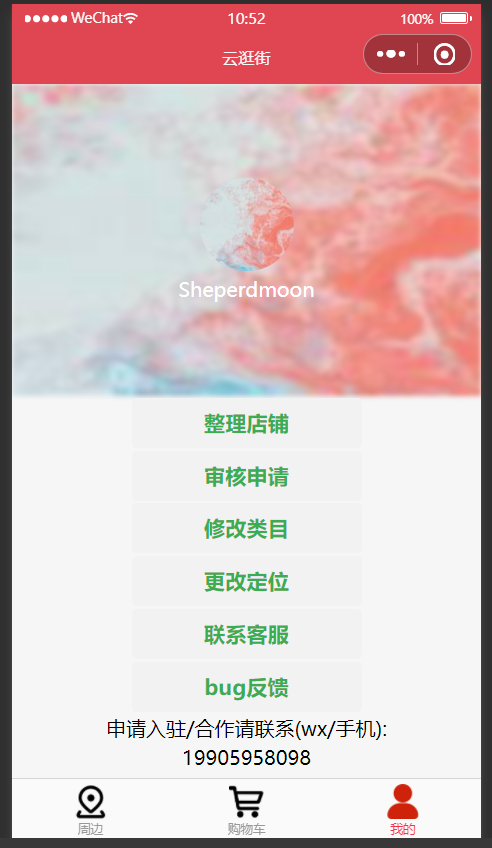 WeChat
10:52
100%
云逛街
Sheperdmoon
整理店铺
审核申请
修改类目
更改定位
联系客服
bug反馈
申请入驻/合作请联系(wx/手机):
19905958098
周边
购物车
我的